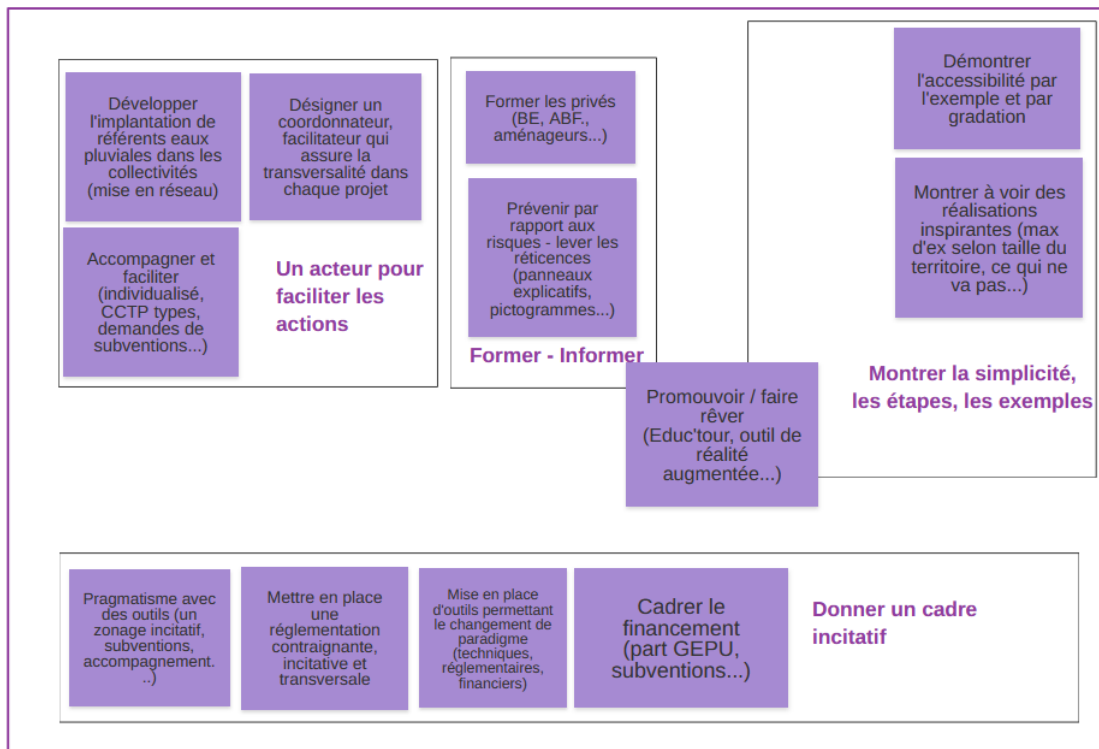 Développer
l'implantation de
référents eaux
pluviales dans les
collectivités
(mise en réseau)
Désigner un
coordonnateur,
facilitateur qui
assure la
transversalité dans
chaque projet
Accompagner et
faciliter
(individualisé,
CCTP types,
demandes de
subventions...)
Un acteur pour
faciliter les
actions
Former les privés
(BE, ABF.,
aménageurs...)
Prévenir par
rapport aux
risques - lever les
réticences
(panneaux
explicatifs,
pictogrammes...)
Former - Informer
Démontrer
l'accessibilité par
l'exemple et par
gradation
Montrer à voir des
réalisations
inspirantes (max
d'ex selon taille du
territoire, ce qui ne
va pas...)
Montrer la simplicité,
les étapes, les exemples
Promouvoir / faire
rêver
(Educ'tour, outil de
réalité
augmentée...)
Pragmatisme avec
des outils (un
zonage incitatif,
subventions,
accompagnement.
..)
Mettre en place
une
réglementation
contraignante,
incitative et
transversale
Mise en place
d'outils permettant
le changement de
paradigme
(techniques,
réglementaires,
financiers)
Cadrer le
financement
(part GEPU,
subventions...)
Donner un cadre
incitatif